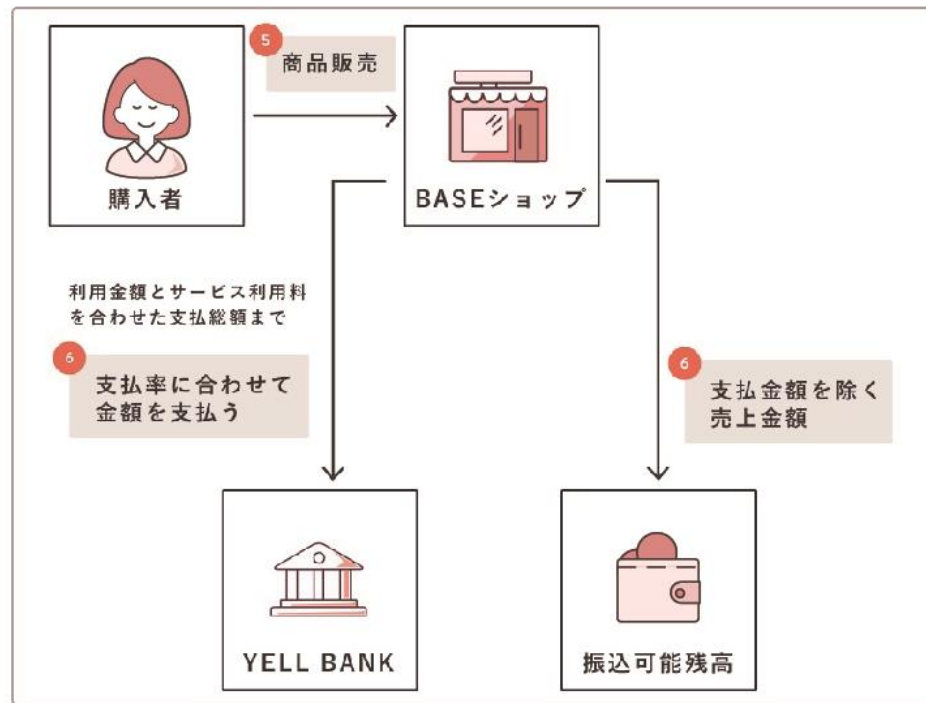 5
商品販売
購入者
BASEショップ
利用金額とサービス利用料
を合わせた支払総額まで
6
支払率に合わせて
金額を支払う
6
支払金額を除く
売上金額
YELL BANK
振込可能残高